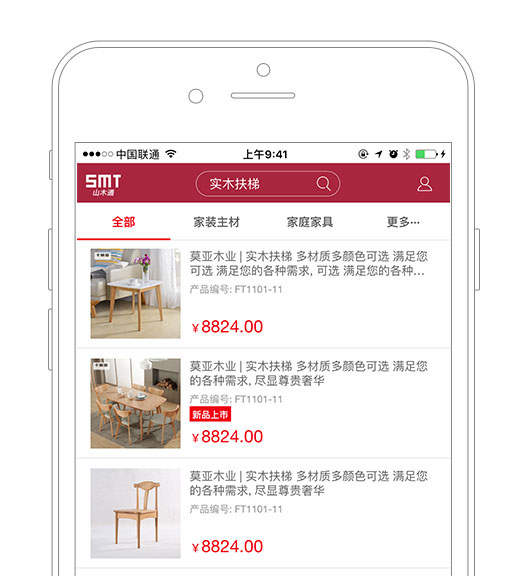 中国联通
上午9:41
SMT
山木通
实木扶梯
全部
家装主材
家庭家具
更多...
莫亚木业 | 实木扶梯 多材质多颜色可选 满足您
可选 满足您的各种需求, 可选 满足您的各种...
产品编号: FT1101-11
¥8824.00
莫亚木业 | 实木扶梯 多材质多颜色可选 满足您
的各种需求, 尽显尊贵奢华
产品编号: FT1101-11
新品上市
¥8824.00
莫亚木业 | 实木扶梯 多材质多颜色可选 满足您
的各种需求, 尽显尊贵奢华
产品编号: FT1101-11
¥8824.00